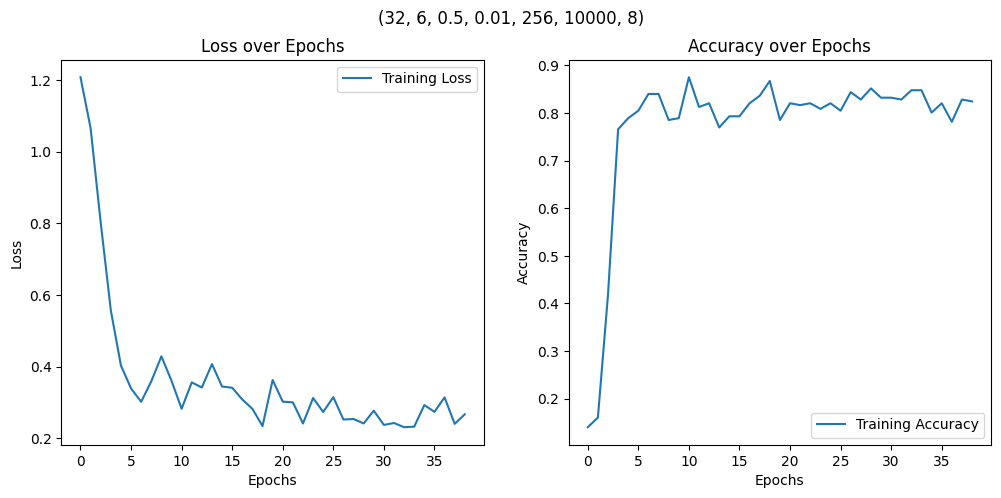 (32, 6, 0.5, 0.01, 256, 10000, 8)
Loss over Epochs
Training Loss
1.2
1.0
0.8
0.6
0.4
0.2
Loss
0 5 10 15 20 25 30 35
Epochs
Accuracy over Epochs
0.9
0.8
0.7
0.6
0.5
0.4
0.3
0.2
Accuracy
Training Accuracy
0 5 10 15 20 25 30 35
Epochs